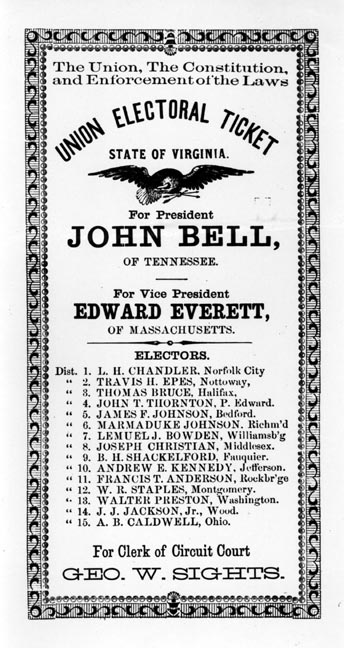 The Union, The Constitution,
and Enforcement of the Laws
UNION ELECTORAL TICKET
STATE OF VIRGINIA.
For President
JOHN BELL,
OF TENNESSEE.
For Vice President
EDWARD EVERETT,
OF MASSACHUSETTS.
ELECTORS.
Dist. 1. L. H. CHANDLER, Norfolk City
" 2. TRAVIS H. EPES, Nottoway,
" 3. THOMAS BRUCE, Halifax,
" 4. JOHN T. THORNTON, P. Edward.
" 5. JAMES F. JOHNSON, Bedford.
" 6. MARMADUKE JOHNSON. Richm'd
" 7. LEMUEL J. BOWDEN, Williamsb'g
" 8. JOSEPH CHRISTIAN, Middlesex.
" 9. B. H. SHACKELFORD, Fauquier.
" 10. ANDREW E. KENNEDY, Jefferson.
" 11. FRANCIS T. ANDERSON, Rockbr'ge
" 12. W. R. STAPLES, Montgomery.
" 13. WALTER PRESTON, Washington.
" 14. J. J. JACKSON, Jr., Wood.
" 15. A. B. CALDWELL, Ohio.
For Clerk of Circuit Court
GEO. W. SIGHTS.